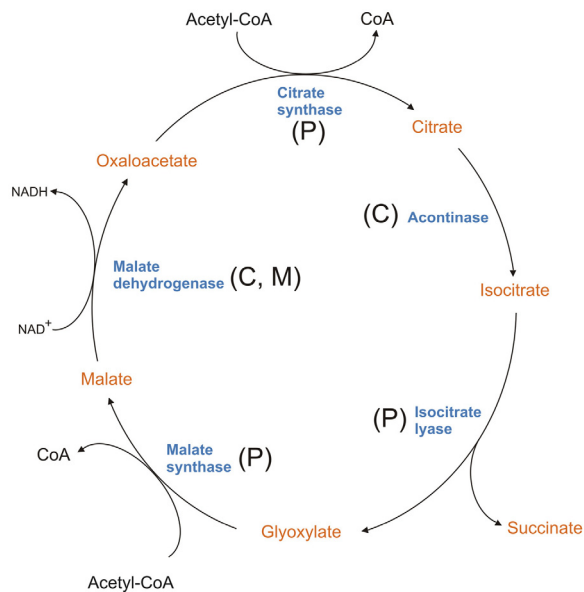 Acetyl-CoA
CoA
Citrate
synthase
(P)
Citrate
Oxaloacetate
NADH
(C) Acontinase
Malate
dehydrogenase (C, M)
Isocitrate
NAD+
Malate
(P) Isocitrate
lyase
CoA
Malate
synthase (P)
Glyoxylate
Succinate
Acetyl-CoA